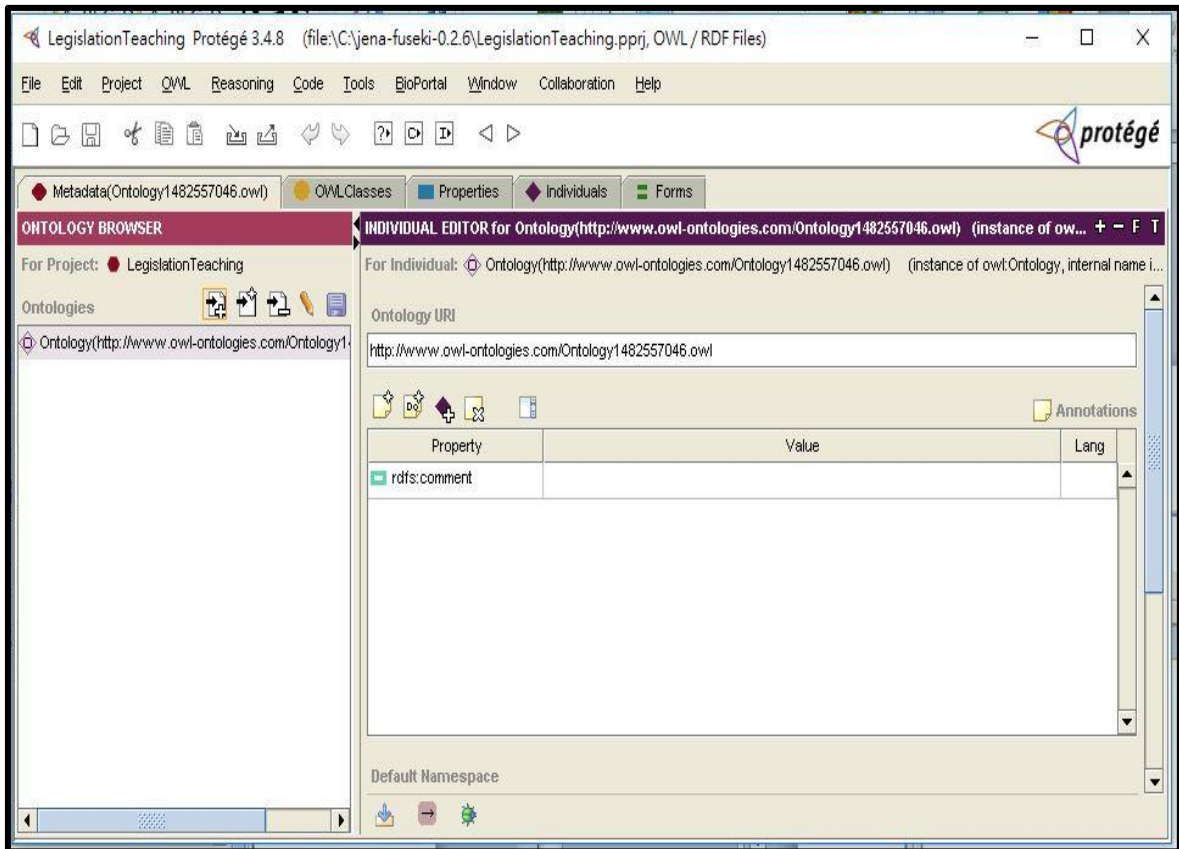 LegislationTeaching Protégé 3.4.8 (file:\C:\jena-fuseki-0.2.6\LegislationTeaching.pprj, OWL / RDF Files)
File Edit Project OWL Reasoning Code Tools BioPortal Window Collaboration Help
protégé
Metadata(Ontology1482557046.owl) OWLClasses Properties Individuals Forms
ONTOLOGY BROWSER
INDIVIDUAL EDITOR for Ontology(http://www.owl-ontologies.com/Ontology1482557046.owl) (instance of ow... + − F T
For Project: LegislationTeaching
For Individual: Ontology(http://www.owl-ontologies.com/Ontology1482557046.owl) (instance of owl:Ontology, internal name i...
Ontologies
Ontology(http://www.owl-ontologies.com/Ontology1
Ontology URI
http://www.owl-ontologies.com/Ontology1482557046.owl
Annotations
Property Value Lang
rdfs:comment
Default Namespace